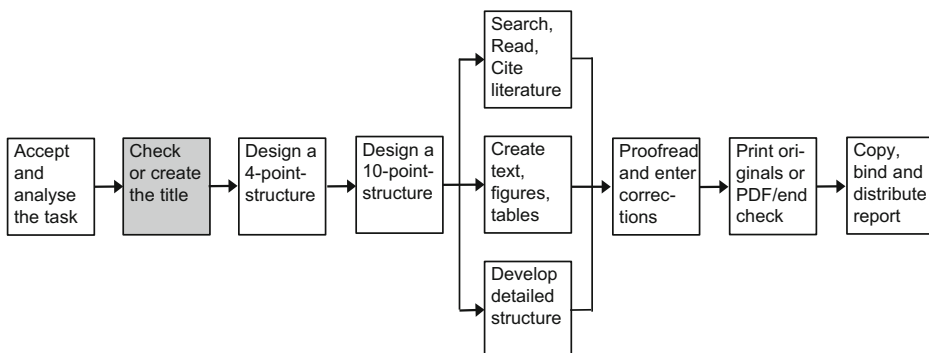 Accept
and
analyse
the task
Check
or create
the title
Design a
4-point-
structure
Design a
10-point-
structure
Search,
Read,
Cite
literature
Create
text,
figures,
tables
Develop
detailed
structure
Proofread
and enter
correc-
tions
Print ori-
ginals or
PDF/end
check
Copy,
bind and
distribute
report